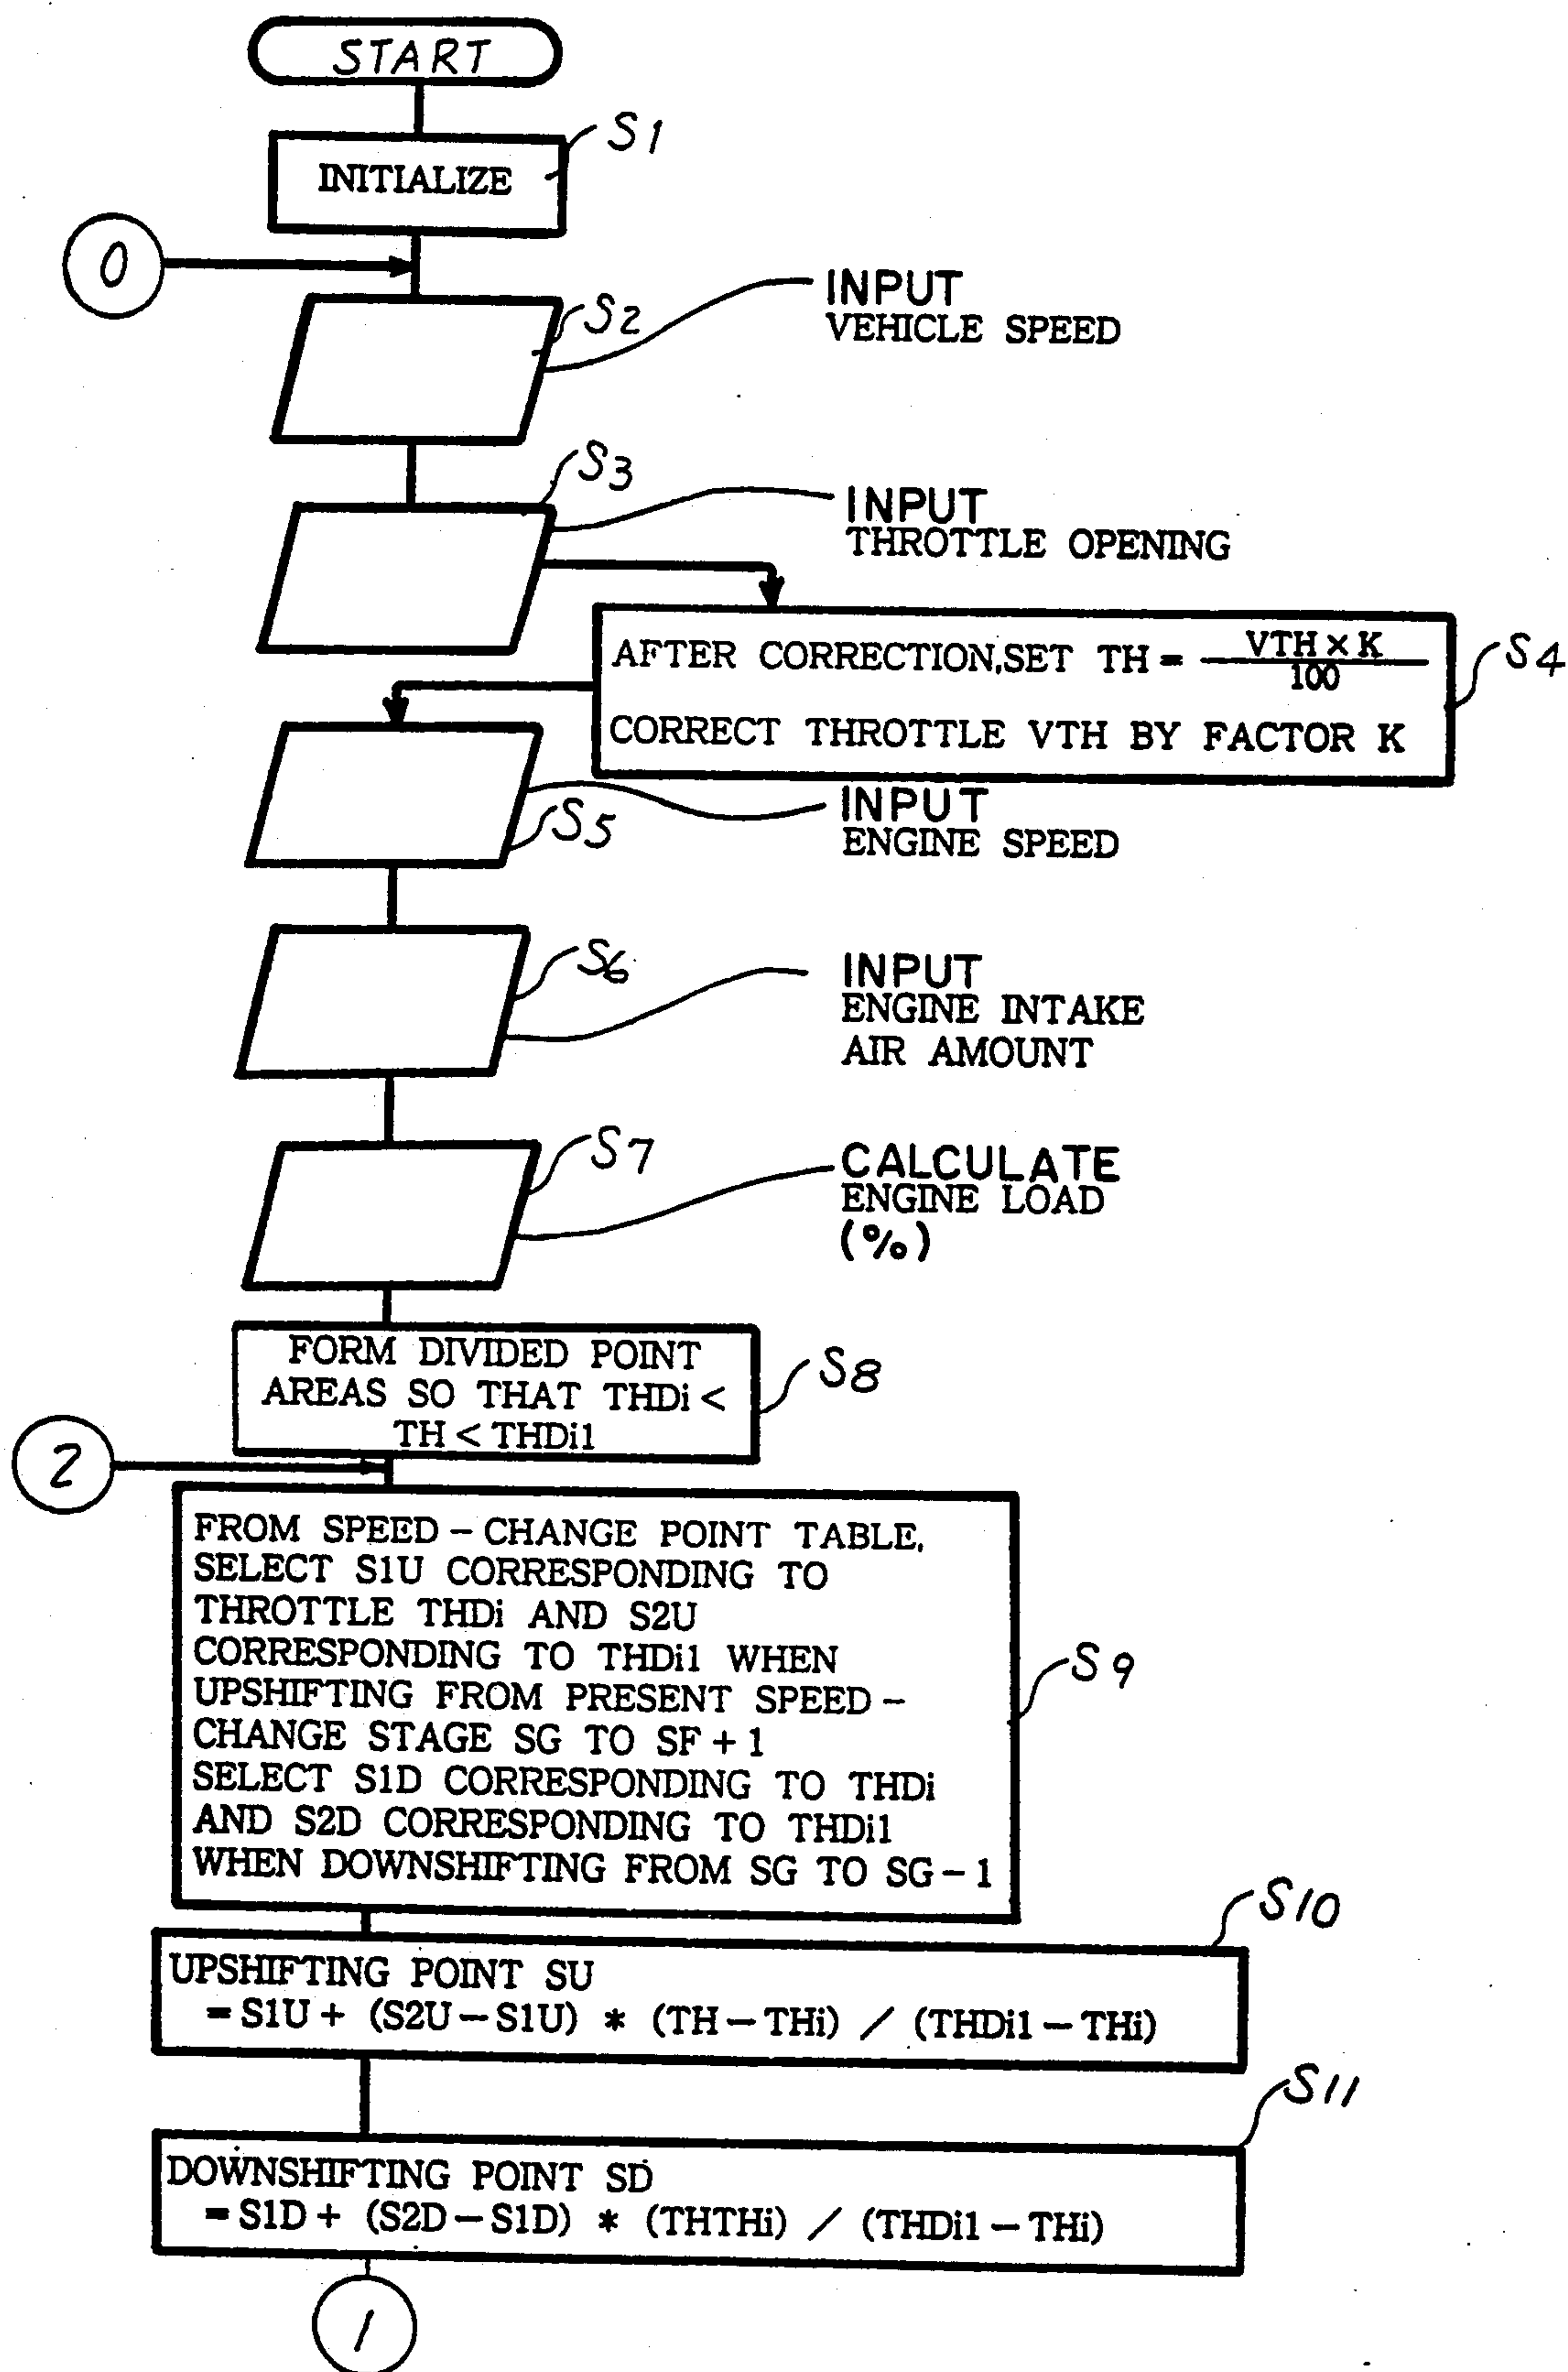 START
S1
INITIALIZE
0
S2
INPUT
VEHICLE SPEED
S3
INPUT
THROTTLE OPENING
AFTER CORRECTION, SET TH = VTH × K / 100
S4
CORRECT THROTTLE VTH BY FACTOR K
S5
INPUT
ENGINE SPEED
S6
INPUT
ENGINE INTAKE
AIR AMOUNT
S7
CALCULATE
ENGINE LOAD
(%)
FORM DIVIDED POINT
AREAS SO THAT THDi <
TH < THDi1
S8
2
FROM SPEED - CHANGE POINT TABLE,
SELECT S1U CORRESPONDING TO
THROTTLE THDi AND S2U
CORRESPONDING TO THDi1 WHEN
UPSHIFTING FROM PRESENT SPEED -
CHANGE STAGE SG TO SF + 1
SELECT S1D CORRESPONDING TO THDi
AND S2D CORRESPONDING TO THDi1
WHEN DOWNSHIFTING FROM SG TO SG - 1
S9
S10
UPSHIFTING POINT SU
= S1U + (S2U - S1U) * (TH - THi) / (THDi1 - THi)
S11
DOWNSHIFTING POINT SD
= S1D + (S2D - S1D) * (THTHi) / (THDi1 - THi)
1